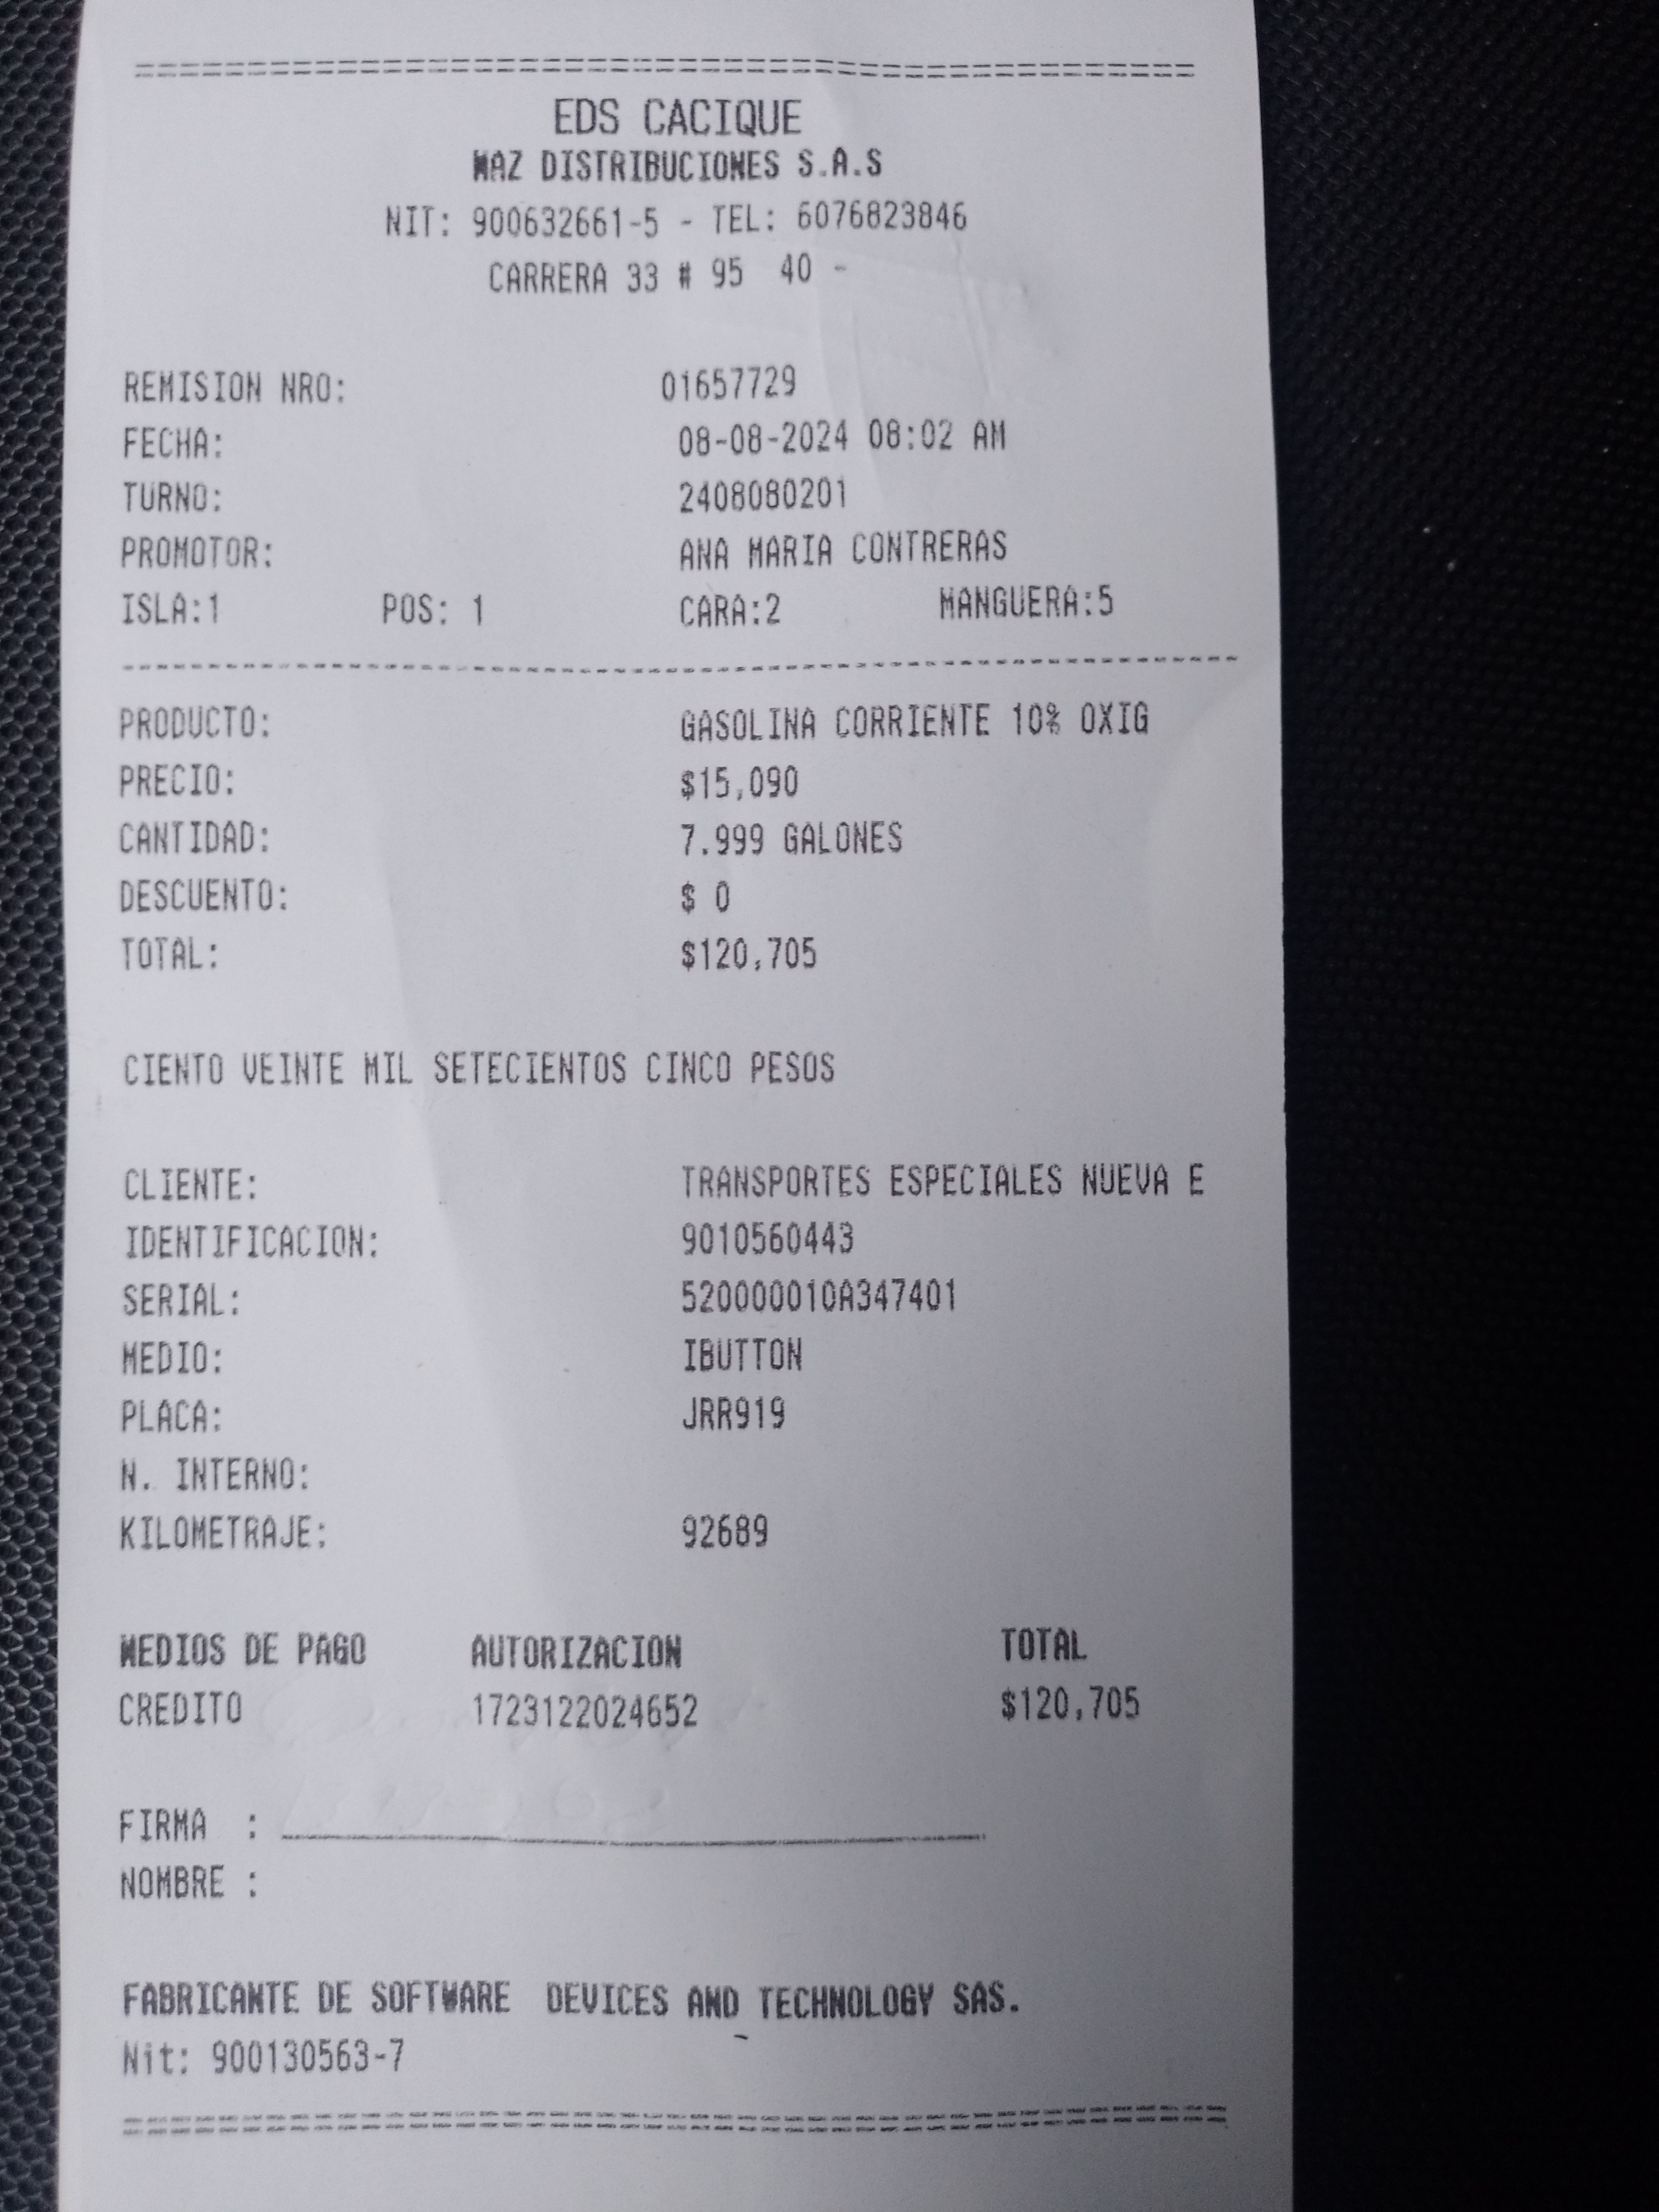 ================================================
EDS CACIQUE
MAZ DISTRIBUCIONES S.A.S
NIT: 900632661-5 - TEL: 6076823846
CARRERA 33 # 95  40 -
REMISION NRO: 01657729
FECHA: 08-08-2024 08:02 AM
TURNO: 2408080201
PROMOTOR: ANA MARIA CONTRERAS
ISLA:1 POS: 1 CARA:2 MANGUERA:5
------------------------------------------------
PRODUCTO: GASOLINA CORRIENTE 10% OXIG
PRECIO: $15,090
CANTIDAD: 7.999 GALONES
DESCUENTO: $ 0
TOTAL: $120,705
CIENTO VEINTE MIL SETECIENTOS CINCO PESOS
CLIENTE: TRANSPORTES ESPECIALES NUEVA E
IDENTIFICACION: 9010560443
SERIAL: 520000010A347401
MEDIO: IBUTTON
PLACA: JRR919
N. INTERNO:
KILOMETRAJE: 92689
MEDIOS DE PAGO AUTORIZACION TOTAL
CREDITO 1723122024652 $120,705
FIRMA : ______________________________
NOMBRE :
FABRICANTE DE SOFTWARE  DEVICES AND TECHNOLOGY SAS.
Nit: 900130563-7
================================================